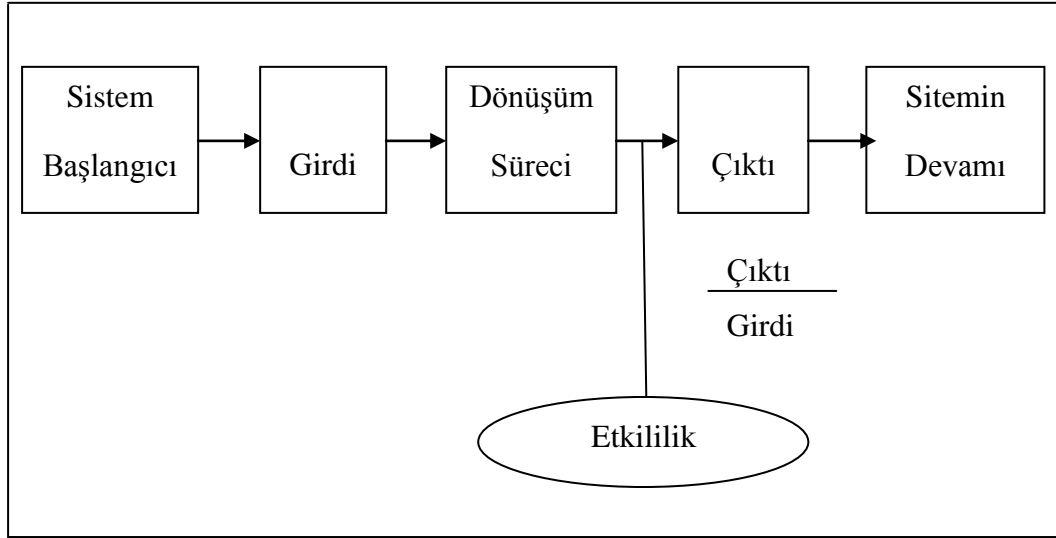 Sistem
Başlangıcı
Girdi
Dönüşüm
Süreci
Çıktı
Sitemin
Devamı
Çıktı
Girdi
Etkililik